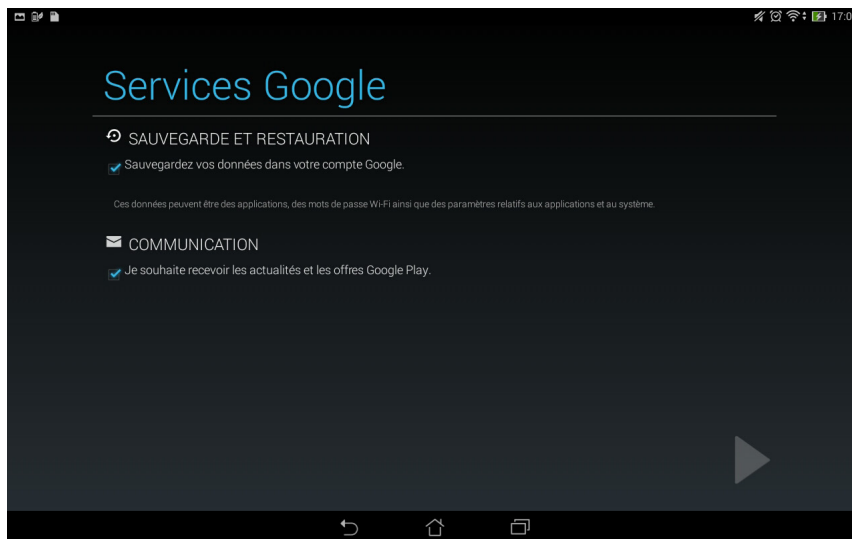 17:0
Services Google
SAUVEGARDE ET RESTAURATION
Sauvegardez vos données dans votre compte Google.
Ces données peuvent être des applications, des mots de passe Wi-Fi ainsi que des paramètres relatifs aux applications et au système.
COMMUNICATION
Je souhaite recevoir les actualités et les offres Google Play.